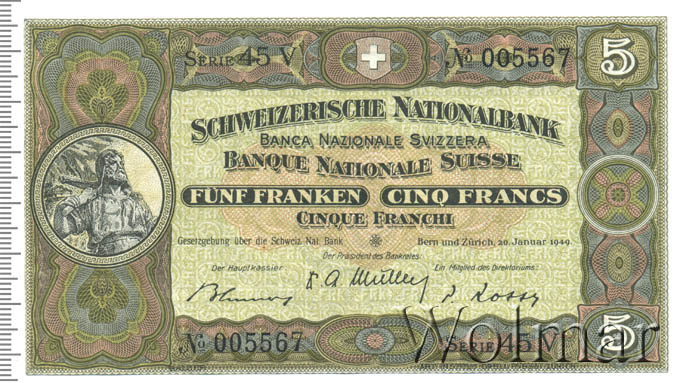 SERIE 45 V
№ 005567
5
SCHWEIZERISCHE NATIONALBANK
BANCA NAZIONALE SVIZZERA
BANQUE NATIONALE SUISSE
FÜNF FRANKEN CINQ FRANCS
CINQUE FRANCHI
Gesetzgebung über die Schweiz. Nat. Bank
Bern und Zürich, 20. Januar 1949.
Der Präsident des Bankrates:
Der Hauptkassier:
Ein Mitglied des Direktoriums:
№ 005567
SERIE 45 V
5
Wolmar